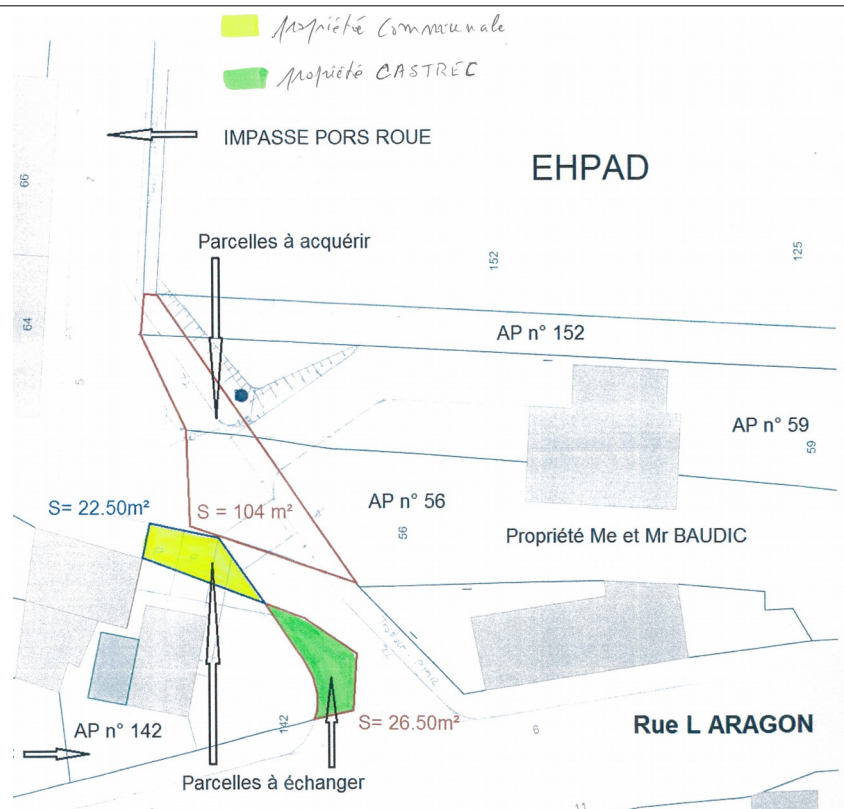 propriété Communale
propriété CASTREC
IMPASSE PORS ROUE
EHPAD
66
7
Parcelles à acquérir
152
125
64
AP n° 152
5
AP n° 59
59
S= 22.50m²
S = 104 m²
AP n° 56
56
Propriété Me et Mr BAUDIC
AP n° 142
142
S= 26.50m²
6
Rue L ARAGON
Parcelles à échanger
11